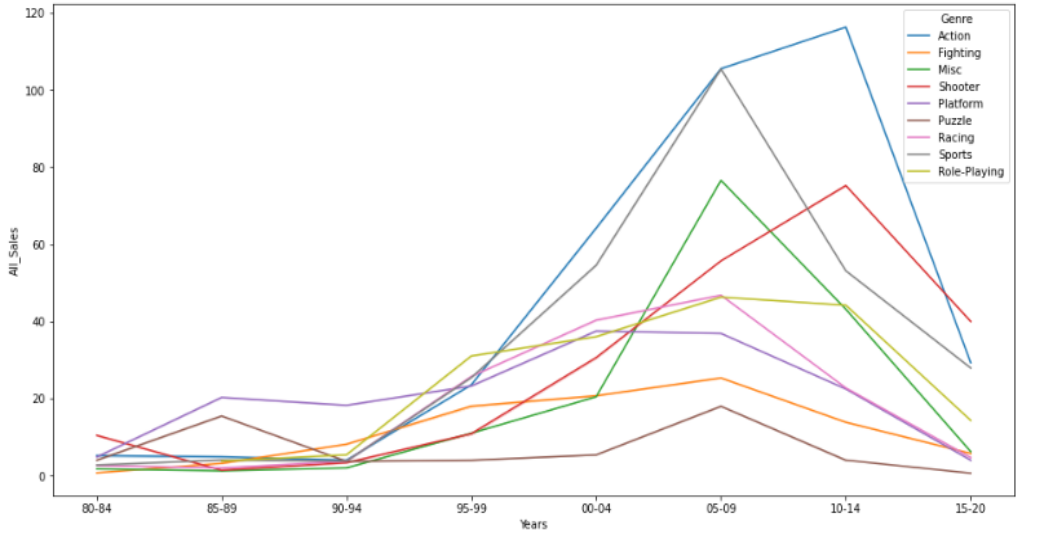 120
100
80
60
40
20
0
All_Sales
Genre
Action
Fighting
Misc
Shooter
Platform
Puzzle
Racing
Sports
Role-Playing
80-84 85-89 90-94 95-99 00-04 05-09 10-14 15-20
Years